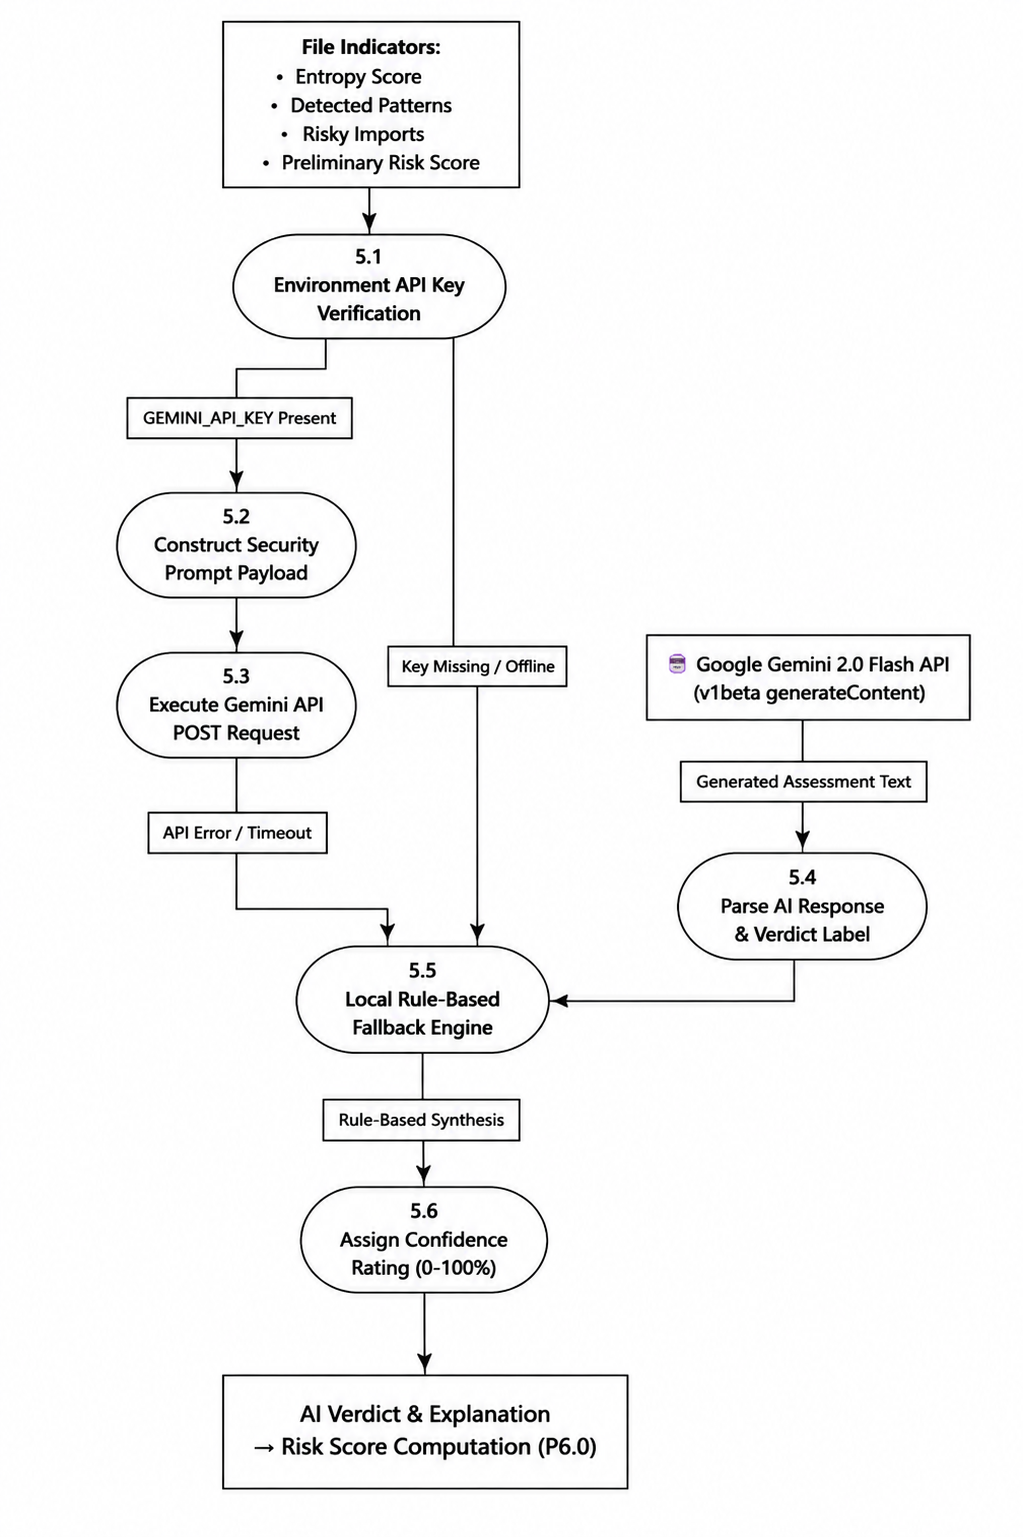 File Indicators:
• Entropy Score
• Detected Patterns
• Risky Imports
• Preliminary Risk Score
5.1
Environment API Key
Verification
GEMINI_API_KEY Present
5.2
Construct Security
Prompt Payload
5.3
Execute Gemini API
POST Request
Key Missing / Offline
Google Gemini 2.0 Flash API
(v1beta generateContent)
Generated Assessment Text
API Error / Timeout
5.4
Parse AI Response
& Verdict Label
5.5
Local Rule-Based
Fallback Engine
Rule-Based Synthesis
5.6
Assign Confidence
Rating (0-100%)
AI Verdict & Explanation
→ Risk Score Computation (P6.0)